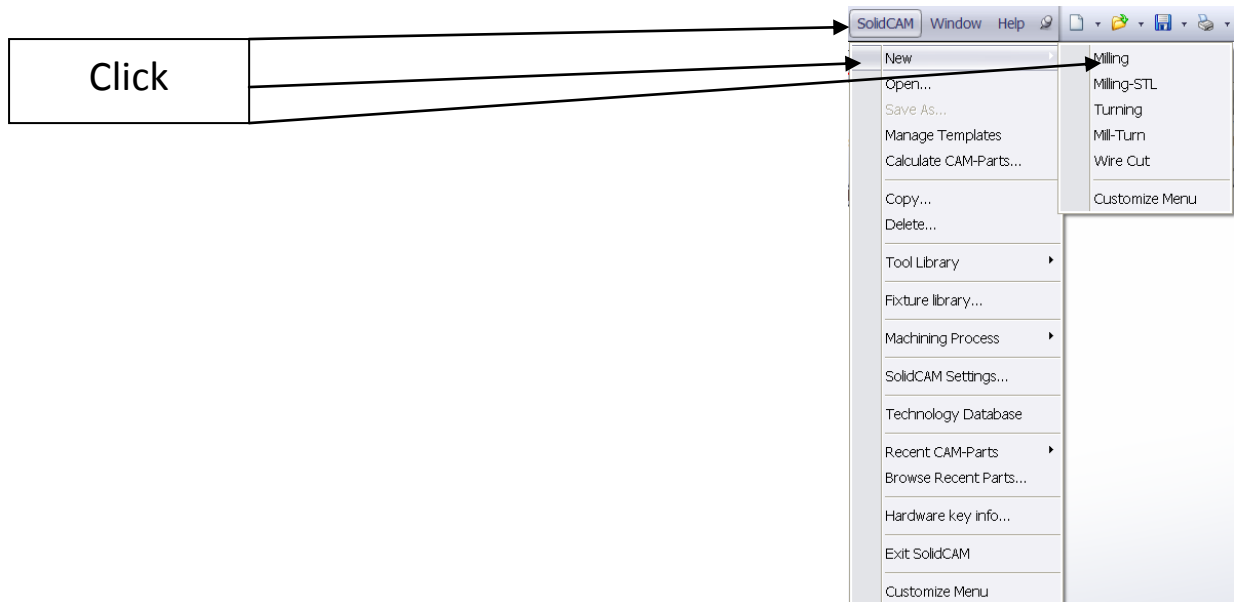 SolidCAM Window Help
Click
New
Open...
Save As...
Manage Templates
Calculate CAM-Parts...
Copy...
Delete...
Tool Library
Fixture library...
Machining Process
SolidCAM Settings...
Technology Database
Recent CAM-Parts
Browse Recent Parts...
Hardware key info...
Exit SolidCAM
Customize Menu
Milling
Milling-STL
Turning
Mill-Turn
Wire Cut
Customize Menu